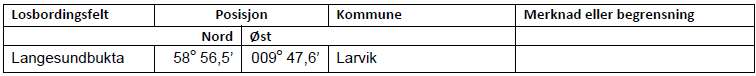 Losbordingsfelt Posisjon Kommune Merknad eller begrensning
Nord Øst
Langesundbukta 58° 56,5’ 009° 47,6’ Larvik